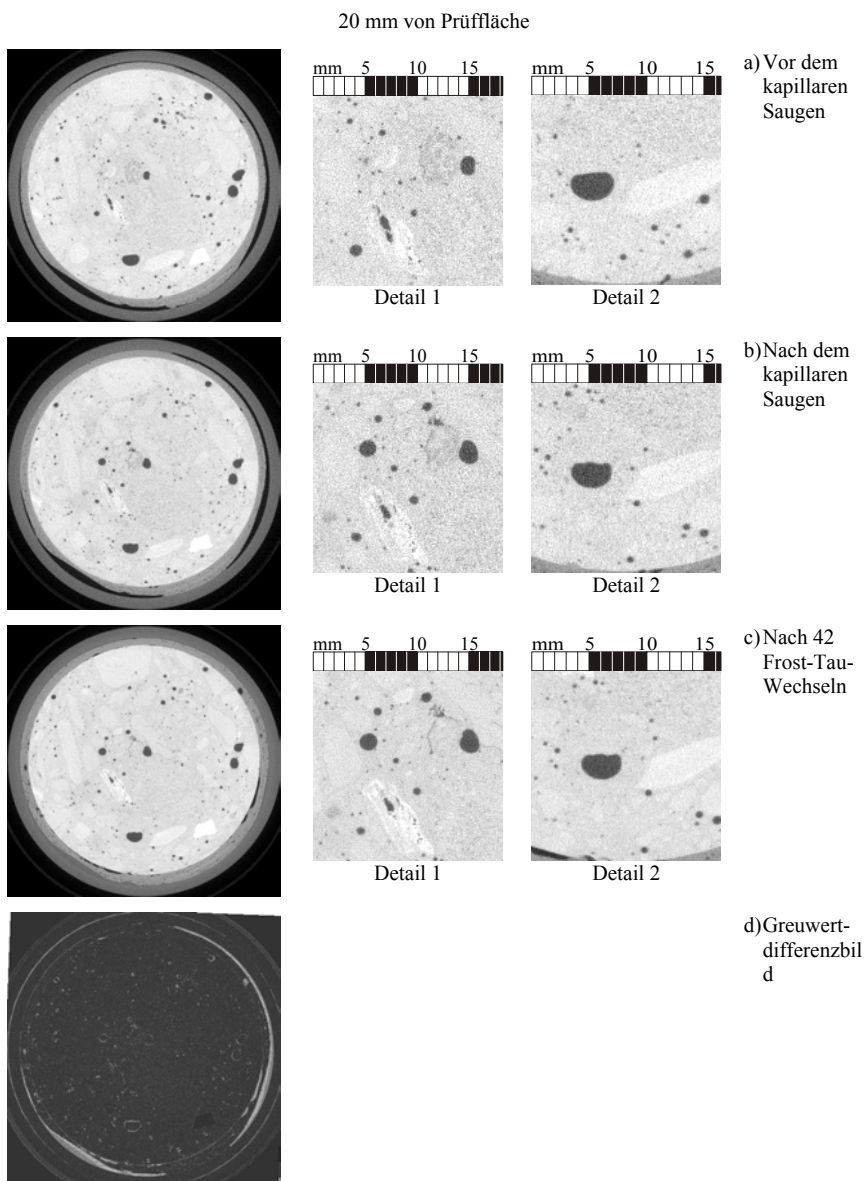 20 mm von Prüffläche
mm 5 10 15
mm 5 10 15
a) Vor dem
kapillaren
Saugen
Detail 1
Detail 2
mm 5 10 15
mm 5 10 15
b) Nach dem
kapillaren
Saugen
Detail 1
Detail 2
mm 5 10 15
mm 5 10 15
c) Nach 42
Frost-Tau-
Wechseln
Detail 1
Detail 2
d) Greuwert-
differenzbil
d